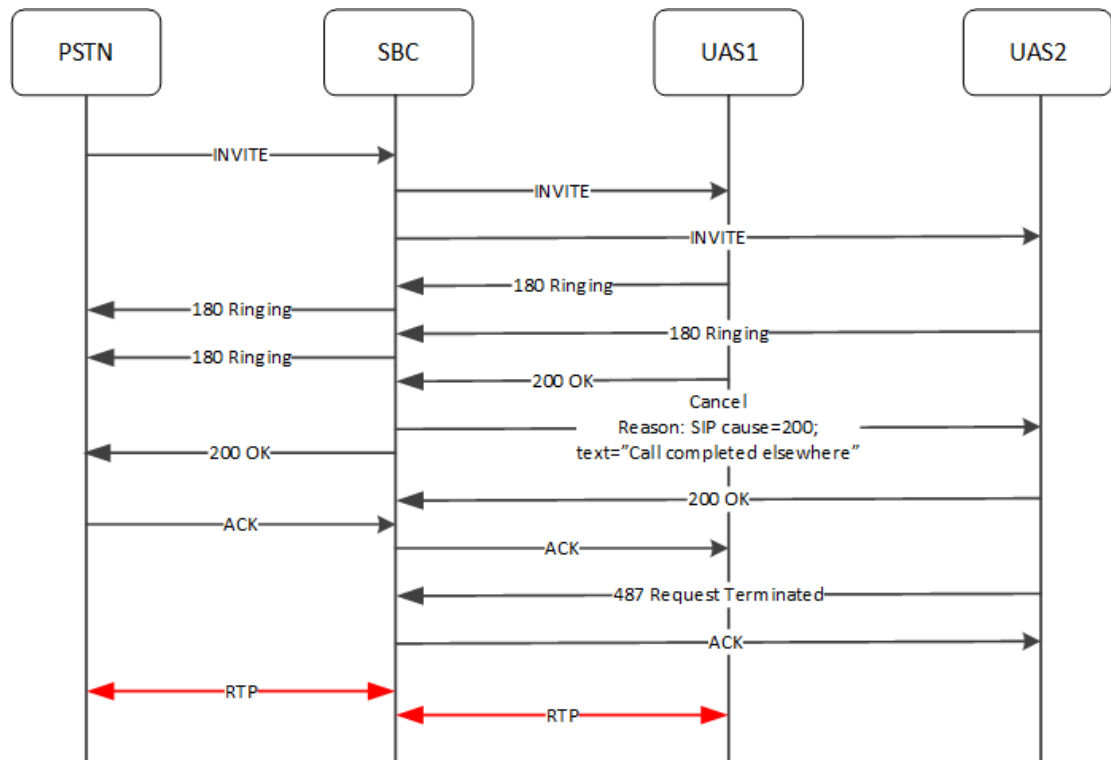 PSTN
SBC
UAS1
UAS2
INVITE
INVITE
INVITE
180 Ringing
180 Ringing
180 Ringing
180 Ringing
200 OK
Cancel
Reason: SIP cause=200;
text=”Call completed elsewhere”
200 OK
200 OK
ACK
ACK
487 Request Terminated
ACK
RTP
RTP